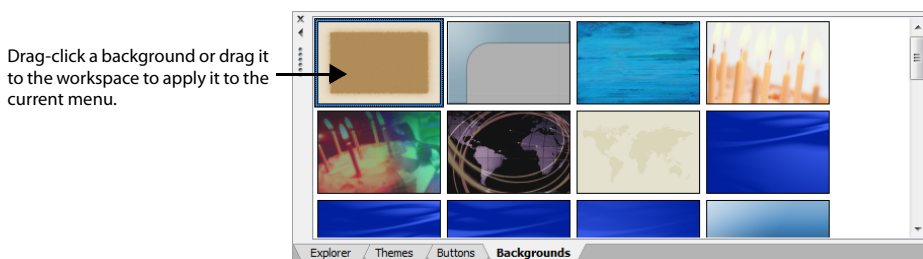 Drag-click a background or drag it
to the workspace to apply it to the
current menu.
Explorer Themes Buttons Backgrounds